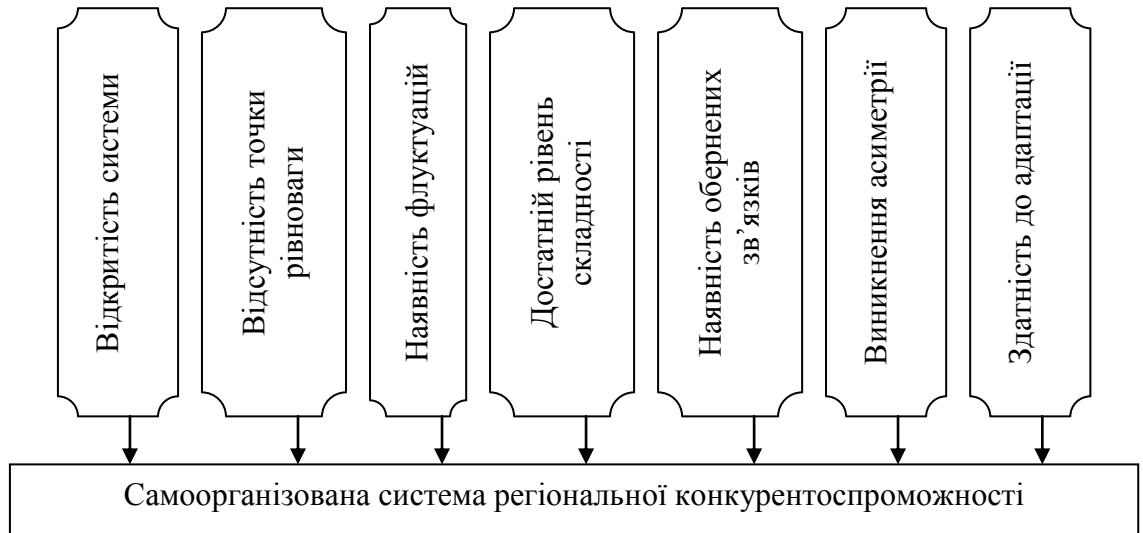 Відкритість системи
Відсутність точки
рівноваги
Наявність флуктуацій
Достатній рівень
складності
Наявність обернених
зв’язків
Виникнення асиметрії
Здатність до адаптації
Самоорганізована система регіональної конкурентоспроможності